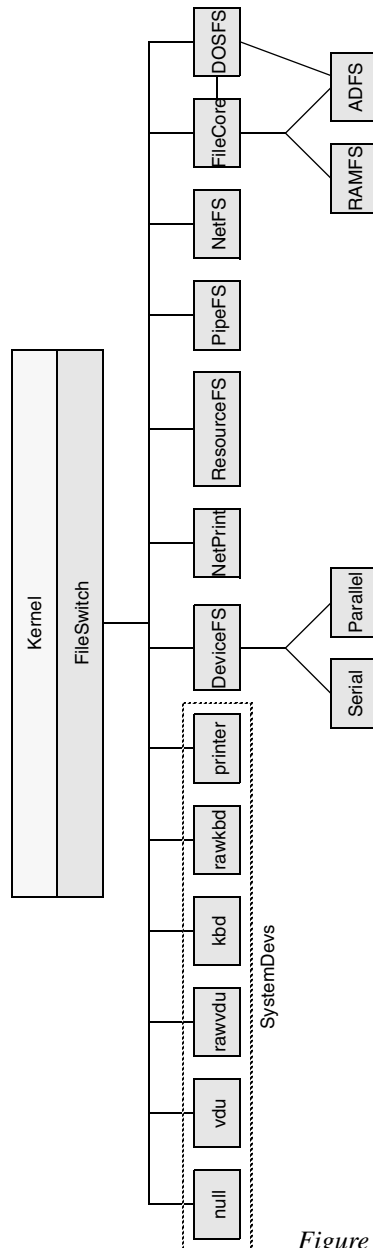 Kernel
FileSwitch
null
vdu
rawvdu
kbd
rawkbd
printer
DeviceFS
NetPrint
ResourceFS
PipeFS
NetFS
FileCore
DOSFS
SystemDevs
Serial
Parallel
RAMFS
ADFS
Figure